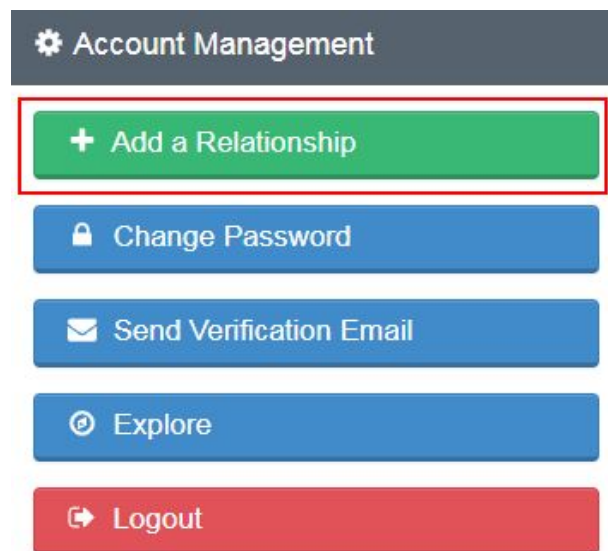 Account Management
Add a Relationship
Change Password
Send Verification Email
Explore
Logout